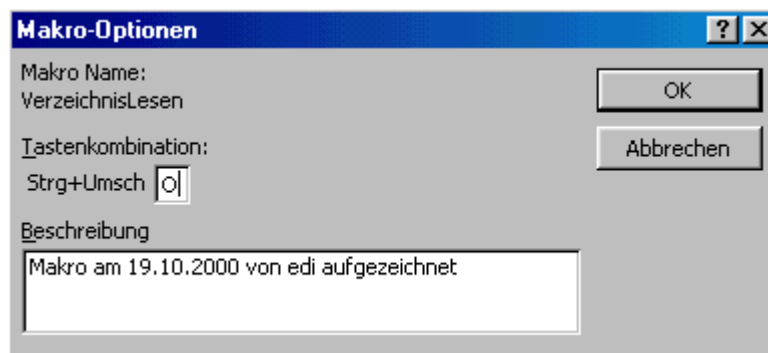 Makro-Optionen
Makro Name:
VerzeichnisLesen
OK
Tastenkombination:
Abbrechen
Strg+Umsch O
Beschreibung
Makro am 19.10.2000 von edi aufgezeichnet